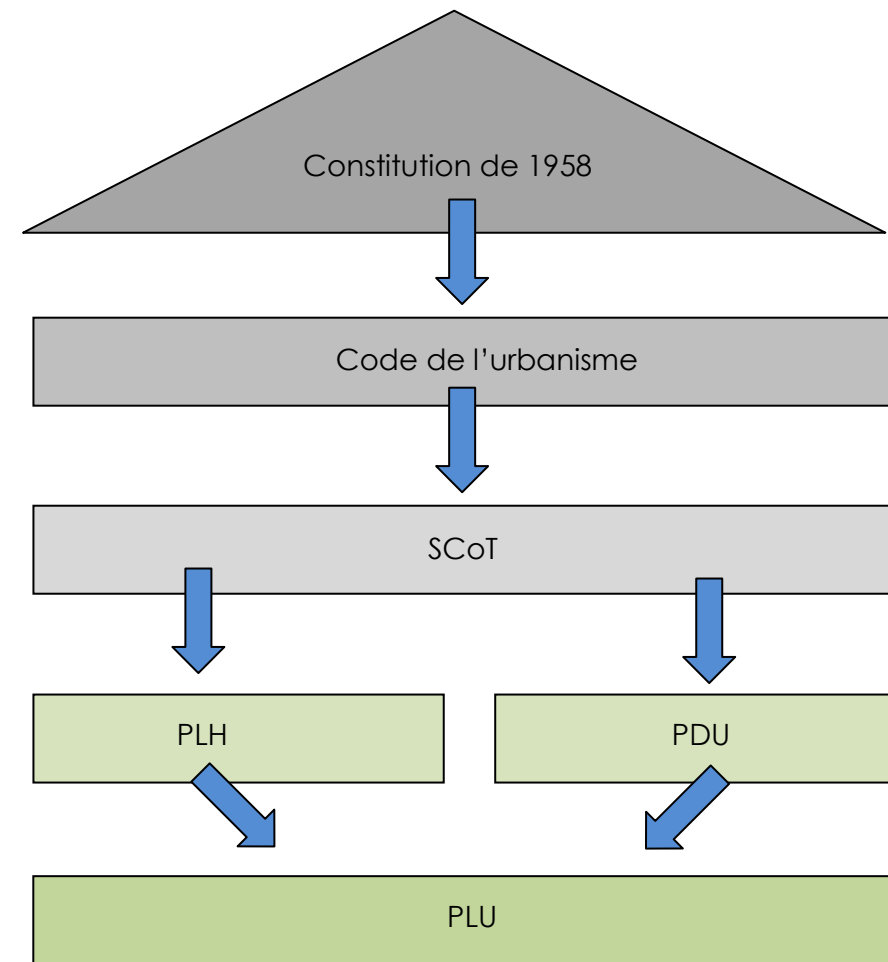 Constitution de 1958
Code de l’urbanisme
SCoT
PLH
PDU
PLU